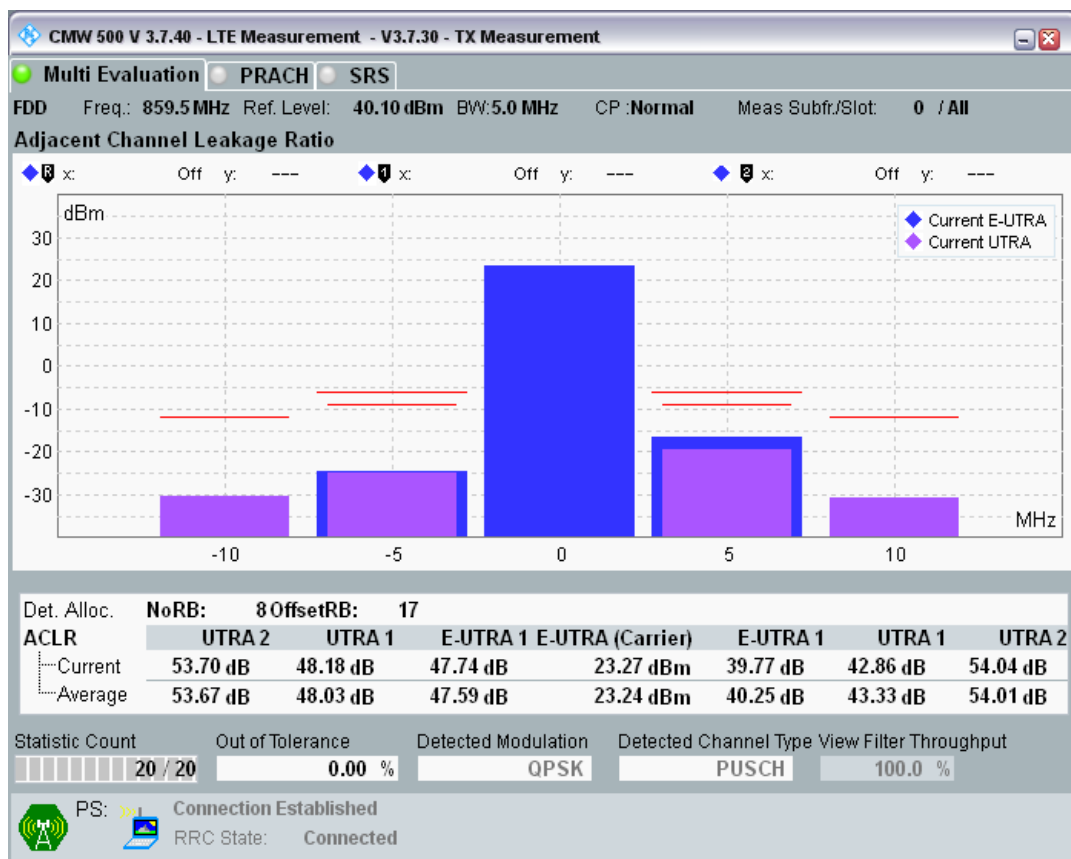 CMW 500 V 3.7.40 - LTE Measurement - V3.7.30 - TX Measurement
Multi Evaluation PRACH SRS
FDD Freq.: 859.5 MHz Ref. Level: 40.10 dBm BW:5.0 MHz CP :Normal Meas Subfr./Slot: 0 / All
Adjacent Channel Leakage Ratio
R x: Off y: --- 1 x: Off y: --- 2 x: Off y: ---
dBm
Current E-UTRA
Current UTRA
30
20
10
0
-10
-20
-30
MHz
-10 -5 0 5 10
Det. Alloc. NoRB: 8 OffsetRB: 17
ACLR UTRA 2 UTRA 1 E-UTRA 1 E-UTRA (Carrier) E-UTRA 1 UTRA 1 UTRA 2
Current 53.70 dB 48.18 dB 47.74 dB 23.27 dBm 39.77 dB 42.86 dB 54.04 dB
Average 53.67 dB 48.03 dB 47.59 dB 23.24 dBm 40.25 dB 43.33 dB 54.01 dB
Statistic Count Out of Tolerance Detected Modulation Detected Channel Type View Filter Throughput
20 / 20 0.00 % QPSK PUSCH 100.0 %
PS: Connection Established
RRC State: Connected